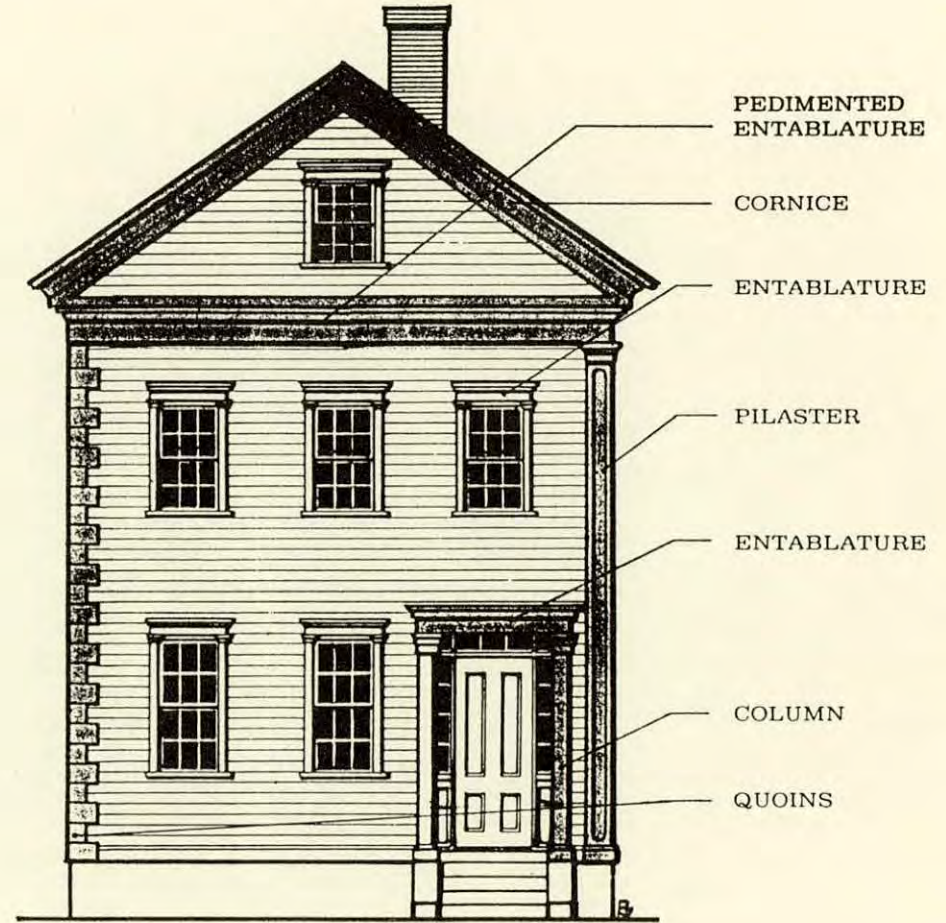 PEDIMENTED
ENTABLATURE
CORNICE
ENTABLATURE
PILASTER
ENTABLATURE
COLUMN
QUOINS